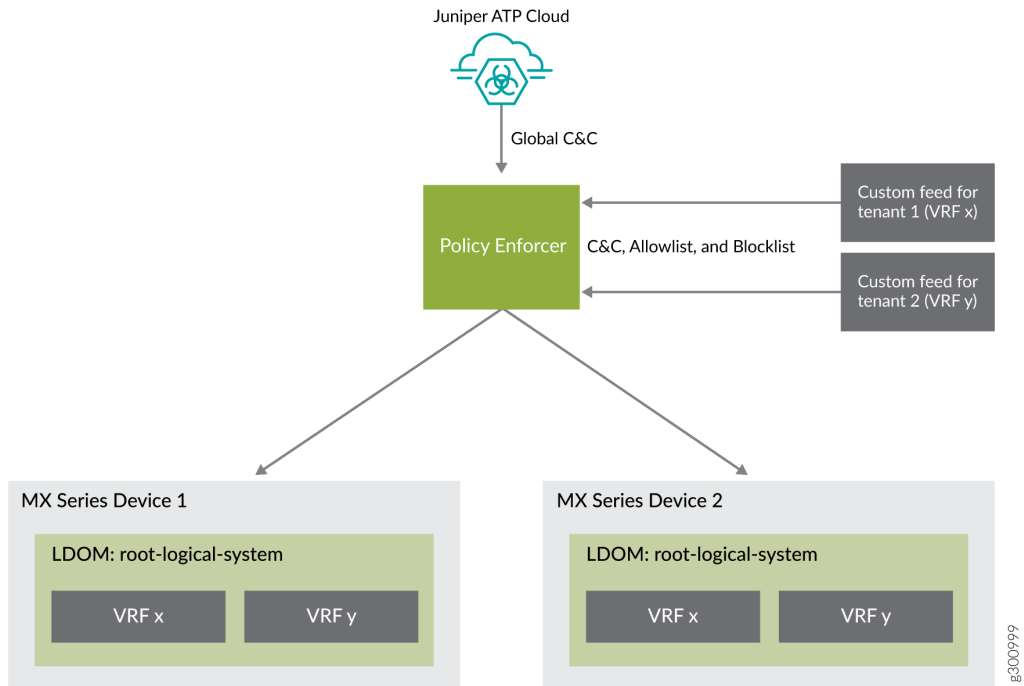 Juniper ATP Cloud
Global C&C
Custom feed for
tenant 1 (VRF x)
Policy Enforcer
C&C, Allowlist, and Blocklist
Custom feed for
tenant 2 (VRF y)
MX Series Device 1
LDOM: root-logical-system
VRF x
VRF y
MX Series Device 2
LDOM: root-logical-system
VRF x
VRF y
g300999